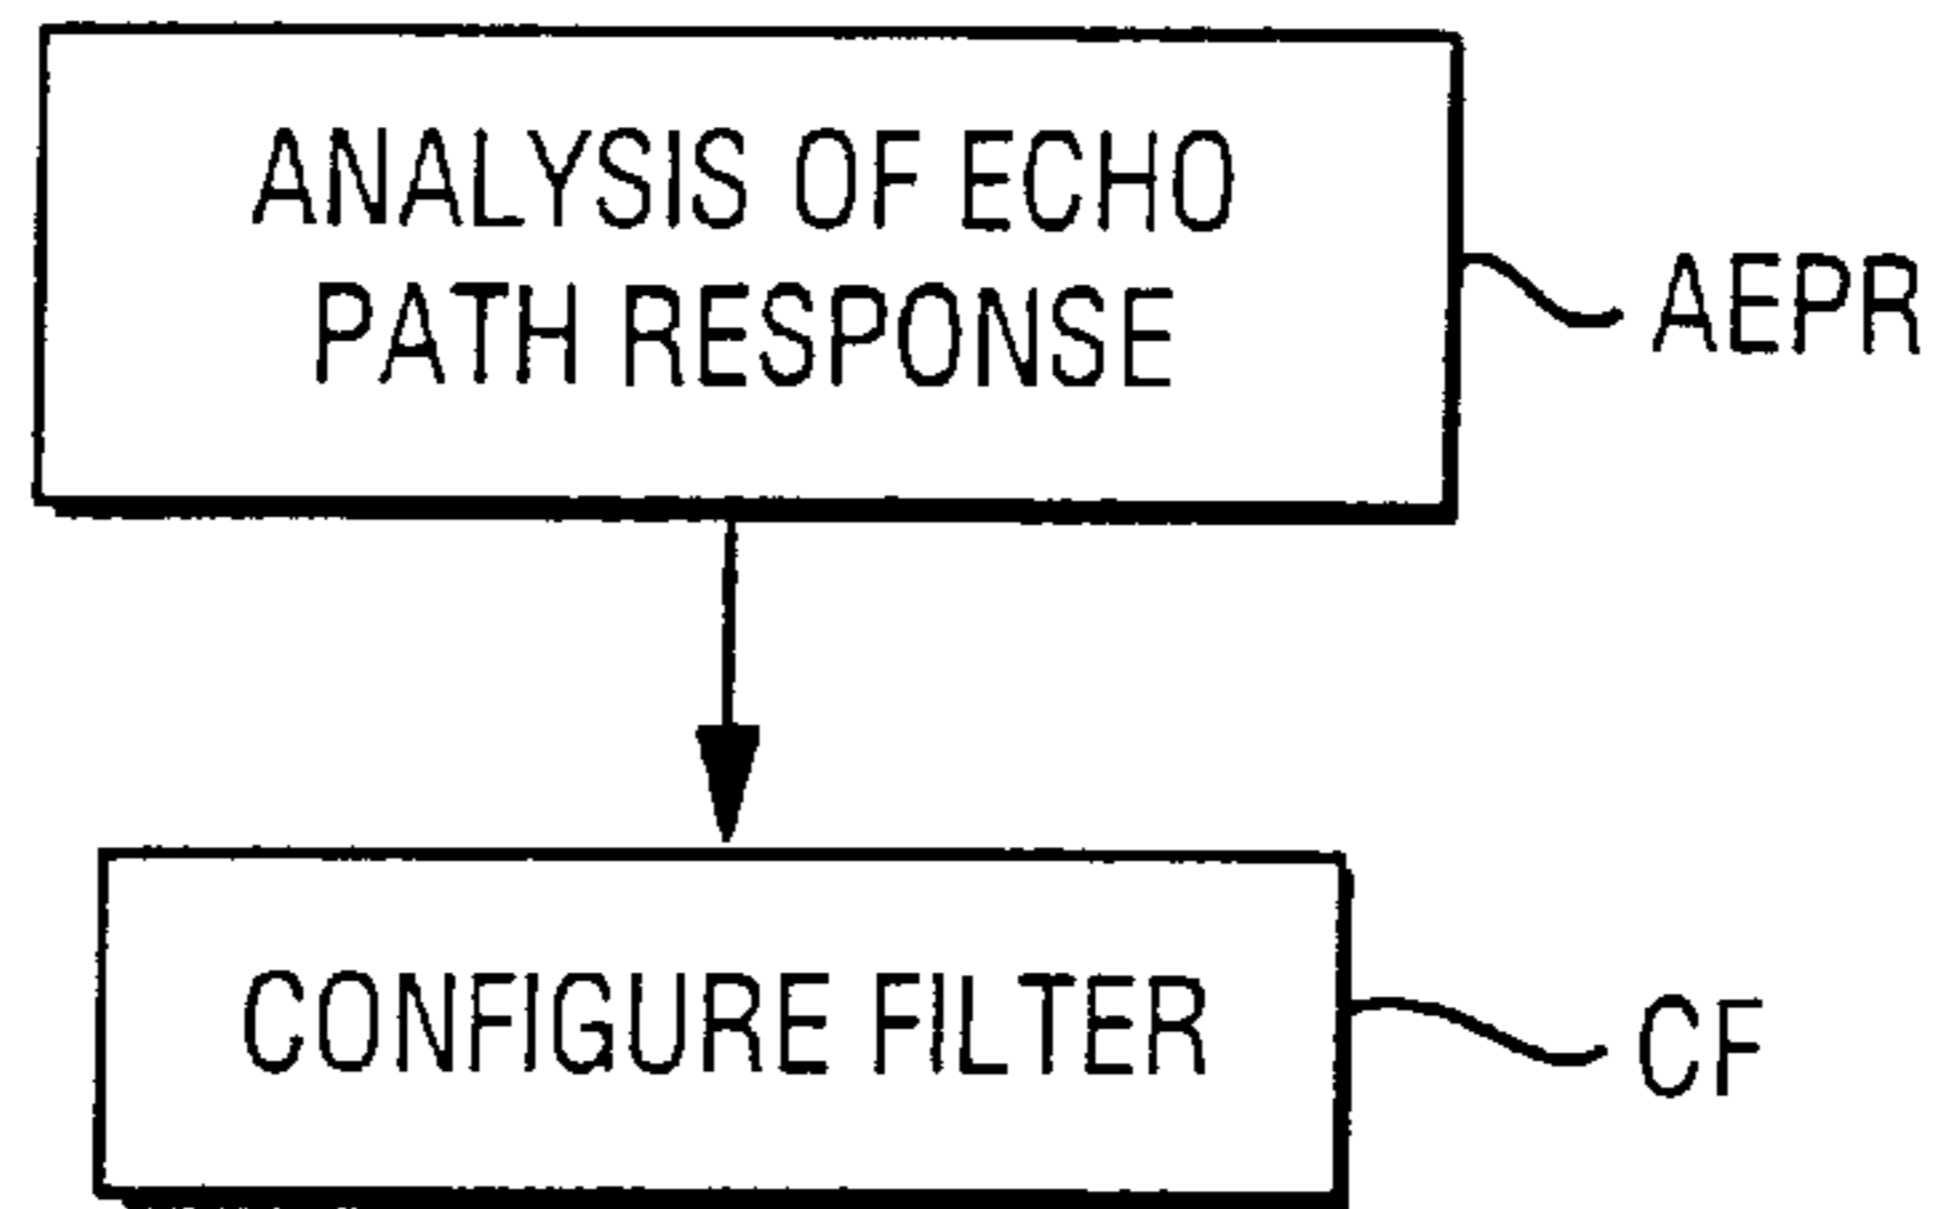 ANALYSIS OF ECHO
PATH RESPONSE
AEPR
CONFIGURE FILTER
CF